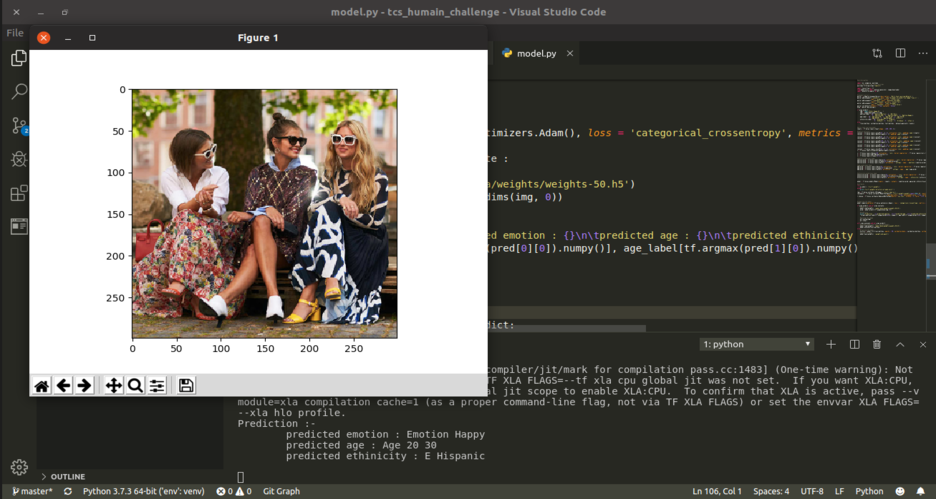 model.py - tcs_humain_challenge - Visual Studio Code
File
Figure 1
model.py
0
50
100
150
200
250
0 50 100 150 200 250
timizers.Adam(), loss = 'categorical_crossentropy', metrics =
te :
a/weights/weights-50.h5')
dims(img, 0))
ed emotion : {}\n\tpredicted age : {}\n\tpredicted ethinicity
(pred[0][0]).numpy()], age_label[tf.argmax(pred[1][0]).numpy()
dict:
1: python
compiler/jit/mark for compilation pass.cc:1483] (One-time warning): Not
TF XLA FLAGS=--tf xla cpu global jit was not set. If you want XLA:CPU,
al jit scope to enable XLA:CPU. To confirm that XLA is active, pass --v
module=xla compilation cache=1 (as a proper command-line flag, not via TF XLA FLAGS) or set the envvar XLA FLAGS=
--xla hlo profile.
Prediction :-
predicted emotion : Emotion Happy
predicted age : Age 20 30
predicted ethinicity : E Hispanic
OUTLINE
master* Python 3.7.3 64-bit ('env': venv) 0 0 Git Graph Ln 106, Col 1 Spaces: 4 UTF-8 LF Python